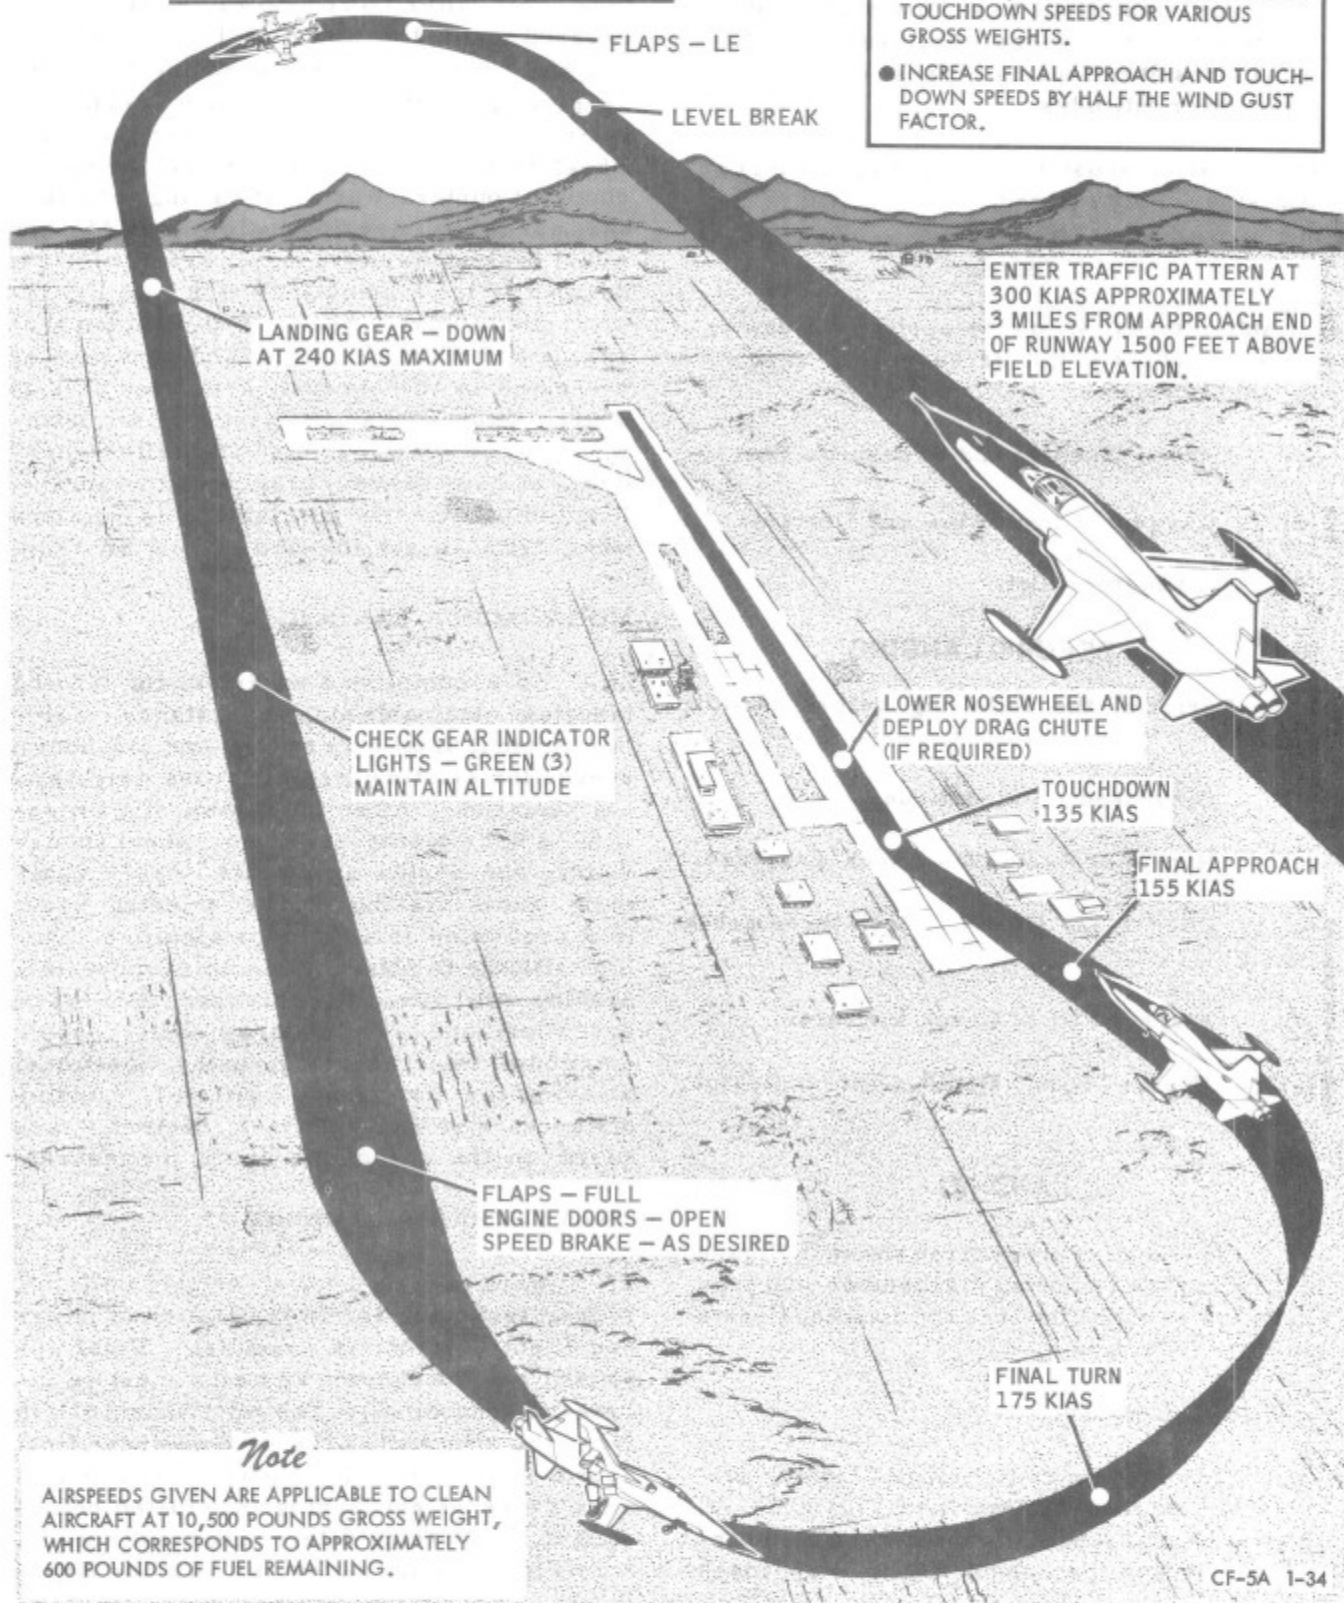 TOUCHDOWN SPEEDS FOR VARIOUS
GROSS WEIGHTS.
● INCREASE FINAL APPROACH AND TOUCH-
DOWN SPEEDS BY HALF THE WIND GUST
FACTOR.
FLAPS – LE
LEVEL BREAK
ENTER TRAFFIC PATTERN AT
300 KIAS APPROXIMATELY
3 MILES FROM APPROACH END
OF RUNWAY 1500 FEET ABOVE
FIELD ELEVATION.
LANDING GEAR – DOWN
AT 240 KIAS MAXIMUM
CHECK GEAR INDICATOR
LIGHTS – GREEN (3)
MAINTAIN ALTITUDE
LOWER NOSEWHEEL AND
DEPLOY DRAG CHUTE
(IF REQUIRED)
TOUCHDOWN
135 KIAS
FINAL APPROACH
155 KIAS
FLAPS – FULL
ENGINE DOORS – OPEN
SPEED BRAKE – AS DESIRED
FINAL TURN
175 KIAS
Note
AIRSPEEDS GIVEN ARE APPLICABLE TO CLEAN
AIRCRAFT AT 10,500 POUNDS GROSS WEIGHT,
WHICH CORRESPONDS TO APPROXIMATELY
600 POUNDS OF FUEL REMAINING.
CF-5A 1-34